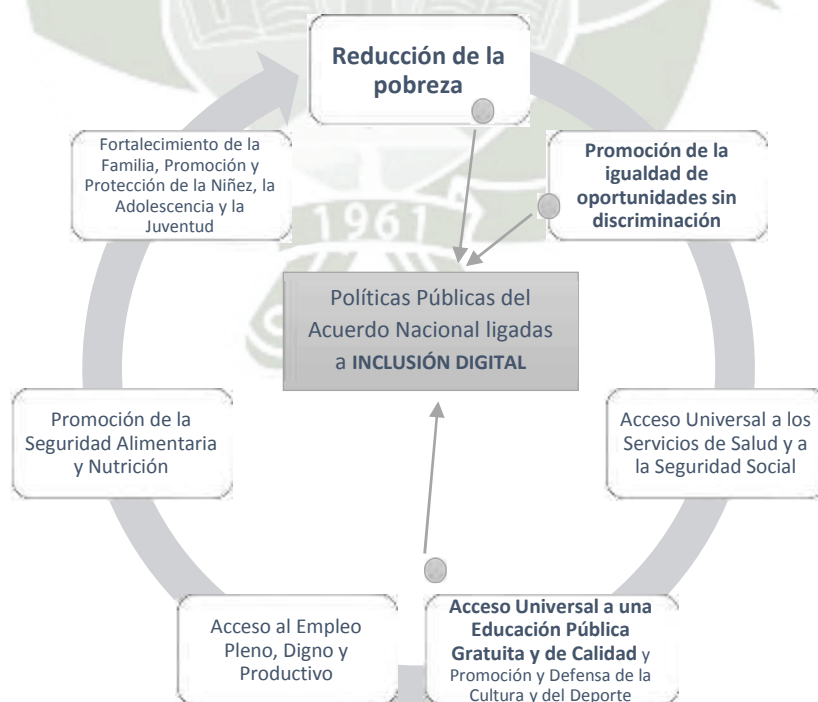 Reducción de la
pobreza
Promoción de la
igualdad de
oportunidades sin
discriminación
Fortalecimiento de la
Familia, Promoción y
Protección de la Niñez, la
Adolescencia y la
Juventud
1961
Políticas Públicas del
Acuerdo Nacional ligadas
a INCLUSIÓN DIGITAL
Promoción de la
Seguridad Alimentaria
y Nutrición
Acceso Universal a los
Servicios de Salud y a
la Seguridad Social
Acceso al Empleo
Pleno, Digno y
Productivo
Acceso Universal a una
Educación Pública
Gratuita y de Calidad y
Promoción y Defensa de la
Cultura y del Deporte